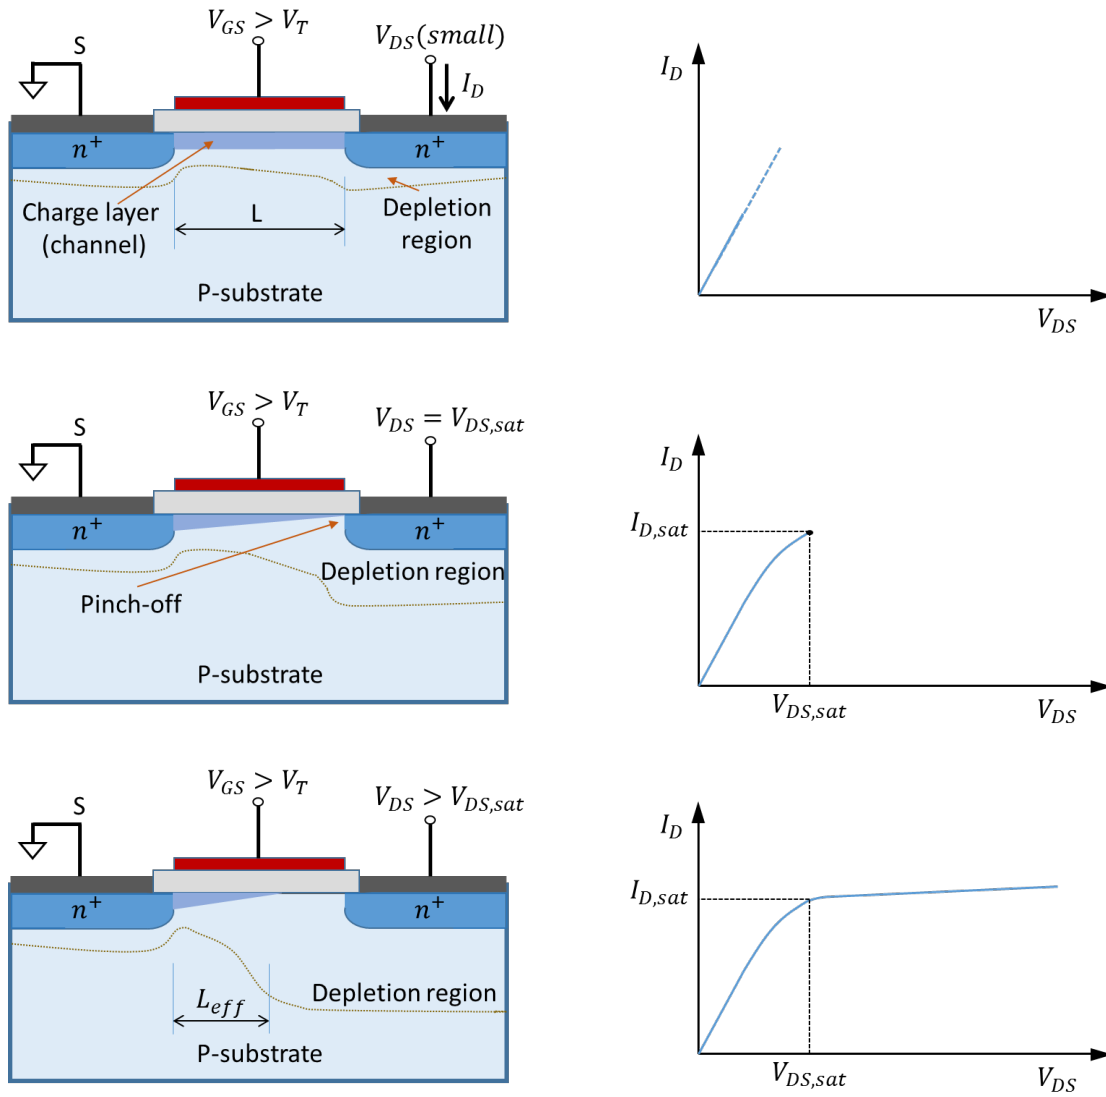 V_GS > V_T
V_DS(small)
S
I_D
n⁺
n⁺
Charge layer
(channel)
L
Depletion
region
P-substrate
I_D
V_DS
V_GS > V_T
V_DS = V_DS,sat
S
n⁺
n⁺
Depletion region
Pinch-off
P-substrate
I_D
I_D,sat
V_DS,sat
V_DS
V_GS > V_T
V_DS > V_DS,sat
S
n⁺
n⁺
L_eff
Depletion region
P-substrate
I_D
I_D,sat
V_DS,sat
V_DS